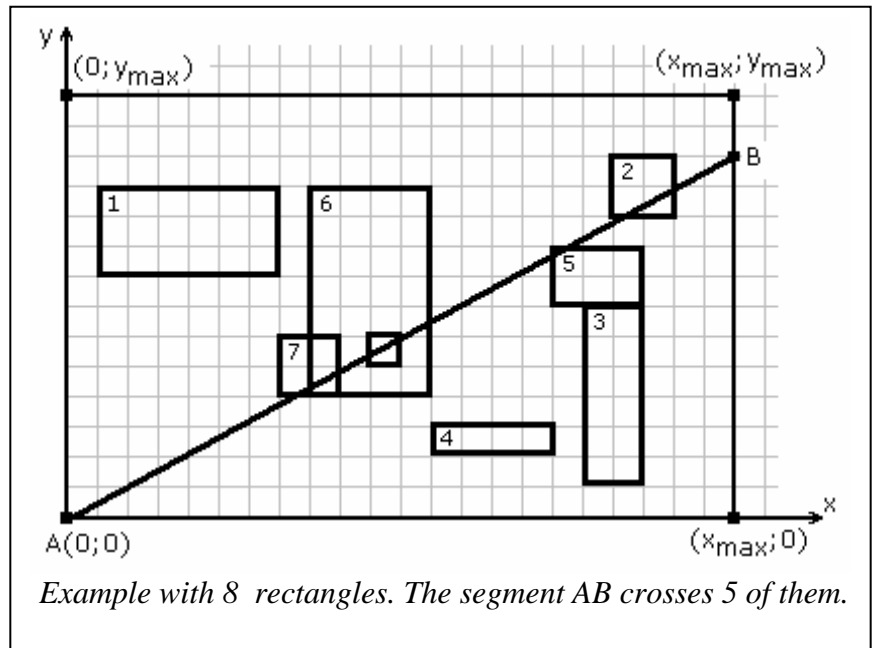 y
(0;ymax)
(xmax;ymax)
B
2
1
6
5
3
7
4
x
A(0;0)
(xmax;0)
Example with 8 rectangles. The segment AB crosses 5 of them.